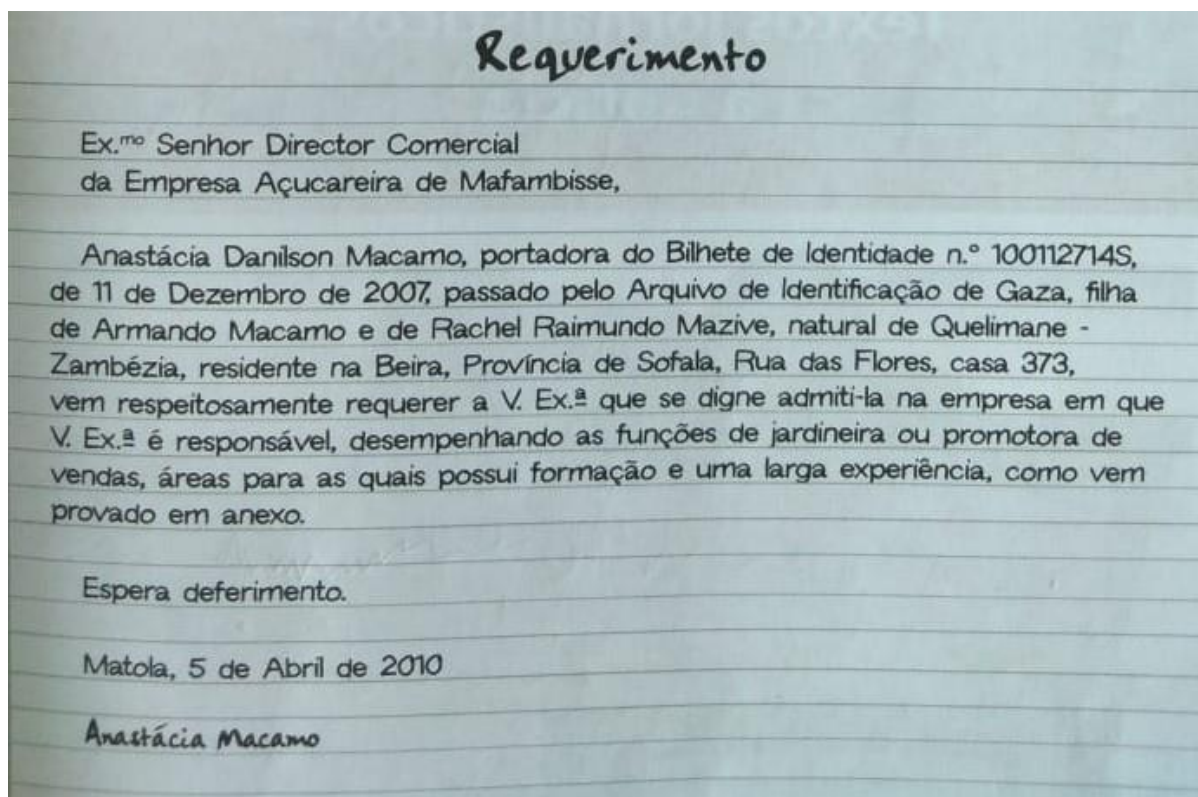 Requerimento
Ex.mo Senhor Director Comercial
da Empresa Açucareira de Mafambisse,
Anastácia Danilson Macamo, portadora do Bilhete de Identidade n.º 100112714S,
de 11 de Dezembro de 2007, passado pelo Arquivo de Identificação de Gaza, filha
de Armando Macamo e de Rachel Raimundo Mazive, natural de Quelimane -
Zambézia, residente na Beira, Província de Sofala, Rua das Flores, casa 373,
vem respeitosamente requerer a V. Ex.ª que se digne admiti-la na empresa em que
V. Ex.ª é responsável, desempenhando as funções de jardineira ou promotora de
vendas, áreas para as quais possui formação e uma larga experiência, como vem
provado em anexo.
Espera deferimento.
Matola, 5 de Abril de 2010
Anastácia Macamo